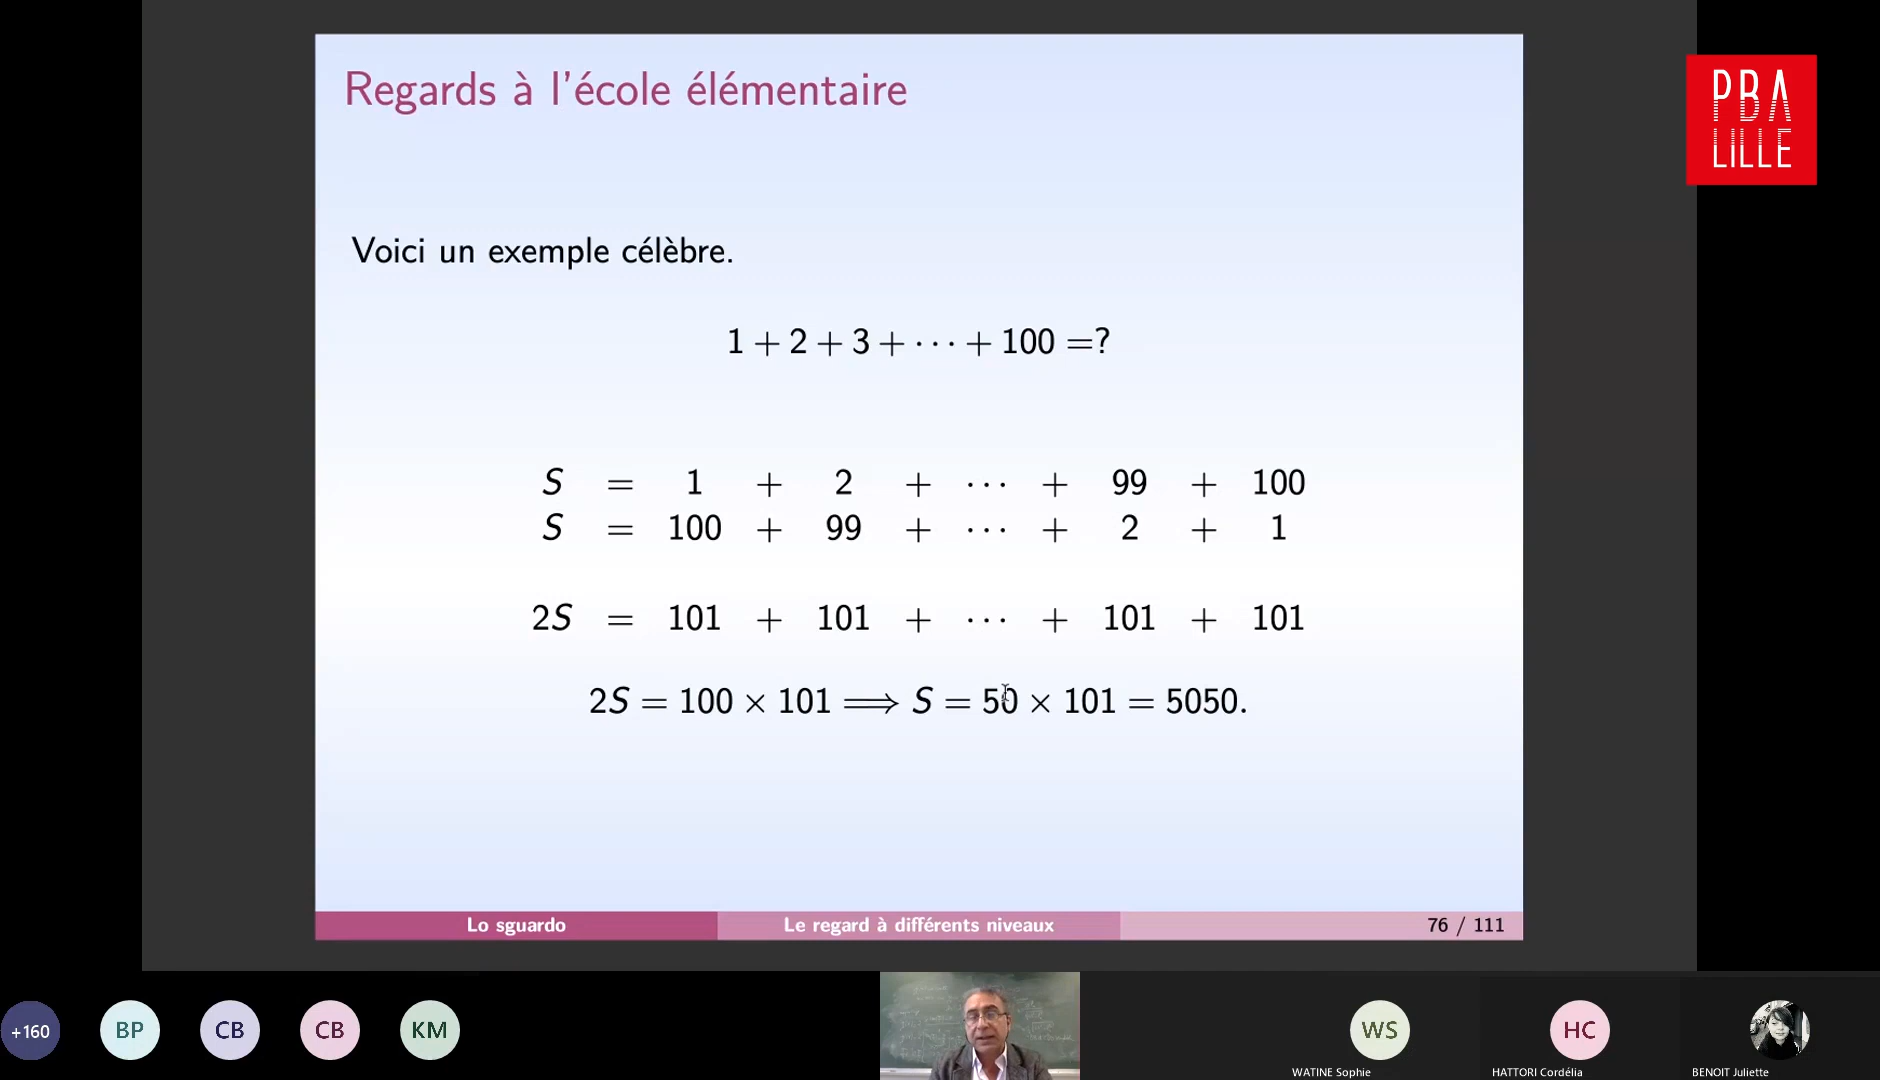 Regards à l'école élémentaire
PBA
LILLE
Voici un exemple célèbre.
1 + 2 + 3 + ··· + 100 =?
S = 1 + 2 + ··· + 99 + 100
S = 100 + 99 + ··· + 2 + 1
2S = 101 + 101 + ··· + 101 + 101
2S = 100 × 101 ⟹ S = 50 × 101 = 5050.
Lo sguardo
Le regard à différents niveaux
76 / 111
+160
BP
CB
CB
KM
WS
HC
WATINE Sophie
HATTORI Cordélia
BENOIT Juliette